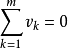 \sum_{k=1}^{m} v_k = 0